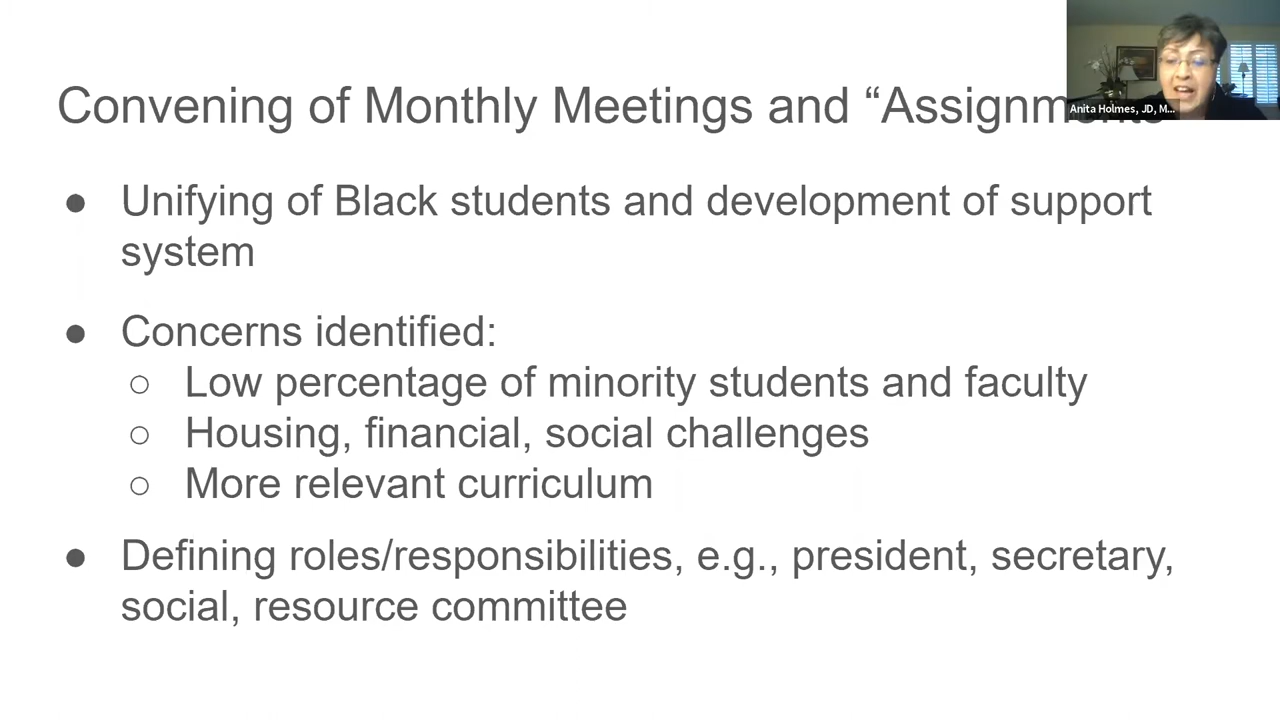 Convening of Monthly Meetings and “Assignments”
Anita Holmes, JD, M...
● Unifying of Black students and development of support
system
● Concerns identified:
○ Low percentage of minority students and faculty
○ Housing, financial, social challenges
○ More relevant curriculum
● Defining roles/responsibilities, e.g., president, secretary,
social, resource committee